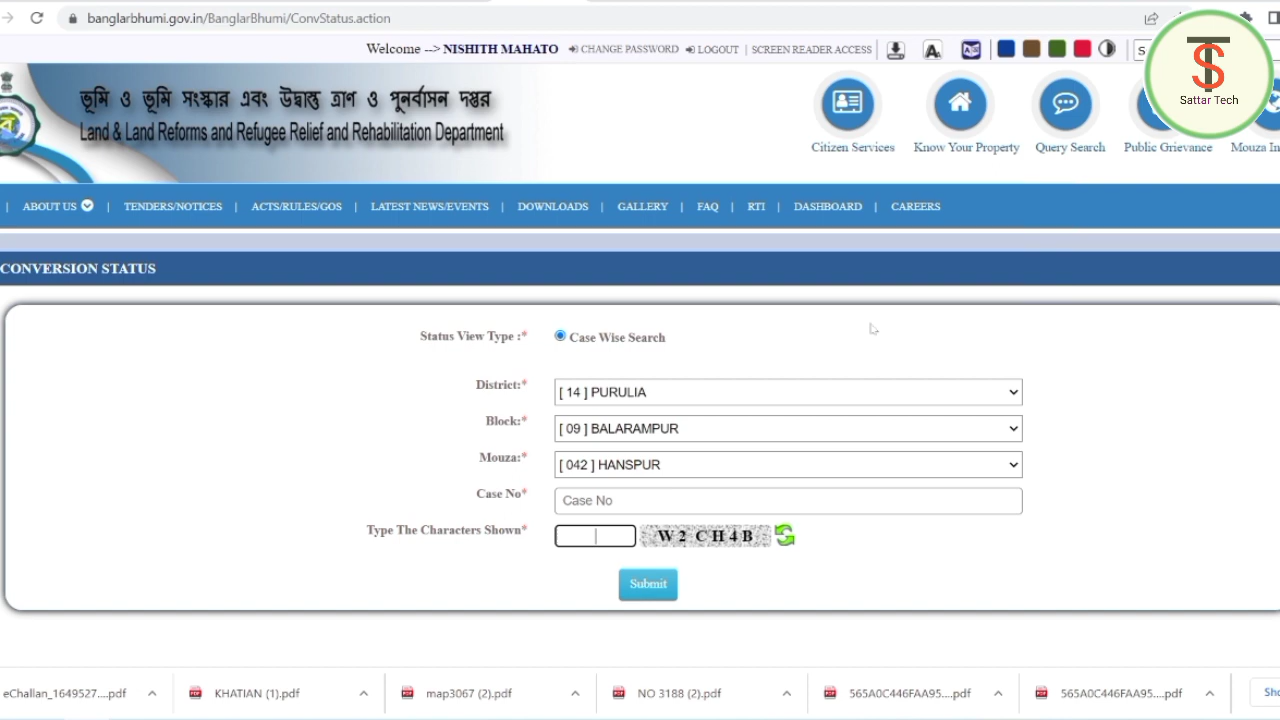 banglarbhumi.gov.in/BanglarBhumi/ConvStatus.action
Welcome --> NISHITH MAHATO CHANGE PASSWORD LOGOUT | SCREEN READER ACCESS
S
TS
Sattar Tech
ভূমি ও ভূমি সংস্কার এবং উদ্বাস্তু ত্রাণ ও পূনর্বাসন দপ্তর
Land & Land Reforms and Refugee Relief and Rehabilitation Department
Citizen Services Know Your Property Query Search Public Grievance Mouza In
| ABOUT US | TENDERS/NOTICES | ACTS/RULES/GOS | LATEST NEWS/EVENTS | DOWNLOADS | GALLERY | FAQ | RTI | DASHBOARD | CAREERS
CONVERSION STATUS
Status View Type :* Case Wise Search
District:* [ 14 ] PURULIA
Block:* [ 09 ] BALARAMPUR
Mouza:* [ 042 ] HANSPUR
Case No* Case No
Type The Characters Shown* W 2 C H 4 B
Submit
eChallan_1649527....pdf KHATIAN (1).pdf map3067 (2).pdf NO 3188 (2).pdf 565A0C446FAA95....pdf 565A0C446FAA95....pdf Sho